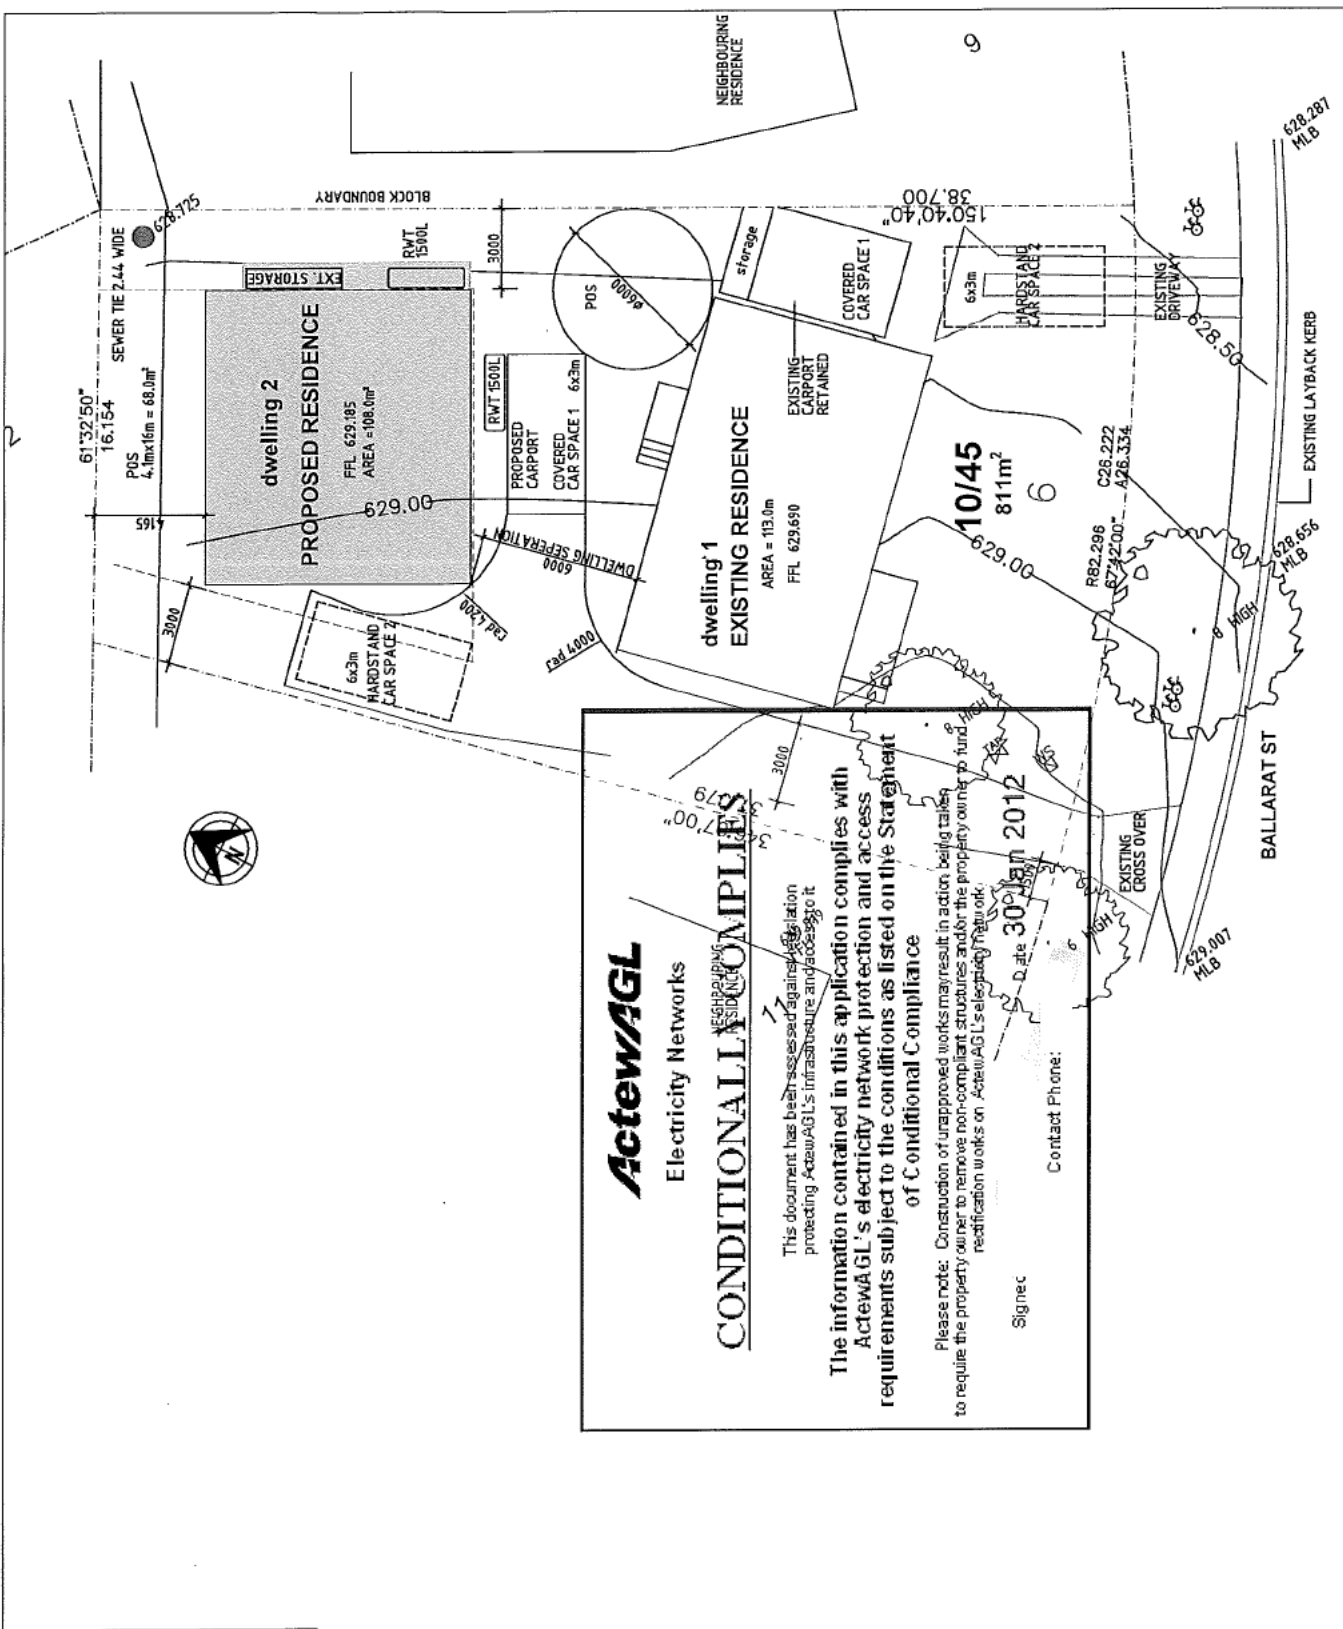 NEIGHBOURING
RESIDENCE
9
628.287
MLB
BLOCK BOUNDARY
628.725
SEWER TIE 2.44 WIDE
61°32'50"
16.154
POS
4.1mx16m = 68.0m²
4165
3000
EXT. STORAGE
RWT
1500L
3000
dwelling 2
PROPOSED RESIDENCE
FFL 629.185
AREA =108.0m²
629.00
6x3m
HARDSTAND
CAR SPACE 2
rad 4200
rad 4000
6000
DWELLING SEPERATION
RWT 1500L
PROPOSED
CARPORT
COVERED
CAR SPACE 1 6x3m
POS
ø6000
storage
COVERED
CAR SPACE 1
EXISTING
CARPORT
RETAINED
150°40'40"
38.700
6x3m
HARDSTAND
CAR SPACE 2
EXISTING
DRIVEWAY
628.50
dwelling 1
EXISTING RESIDENCE
AREA = 113.0m
FFL 629.690
10/45
811m²
6
629.00
C26.222
A26.334
R82.296
67°42'00"
EXISTING LAYBACK KERB
628.656
MLB
8 HIGH
8 HIGH
TAP
3000
BALLARAT ST
EXISTING
CROSS OVER
6 HIGH
629.007
MLB
N
ActewAGL
Electricity Networks
CONDITIONALLY COMPLIES
NEIGHBOURING
RESIDENCE
11
This document has been assessed against legislation
protecting ActewAGL's infrastructure and access to it
The information contained in this application complies with
ActewAGL's electricity network protection and access
requirements subject to the conditions as listed on the Statement
of Conditional Compliance
Please note: Construction of unapproved works may result in action being taken
to require the property owner to remove non-compliant structures and/or the property owner to fund
rectification works on ActewAGL's electricity network
Signed
Date 30 Jan 2012
Contact Phone: